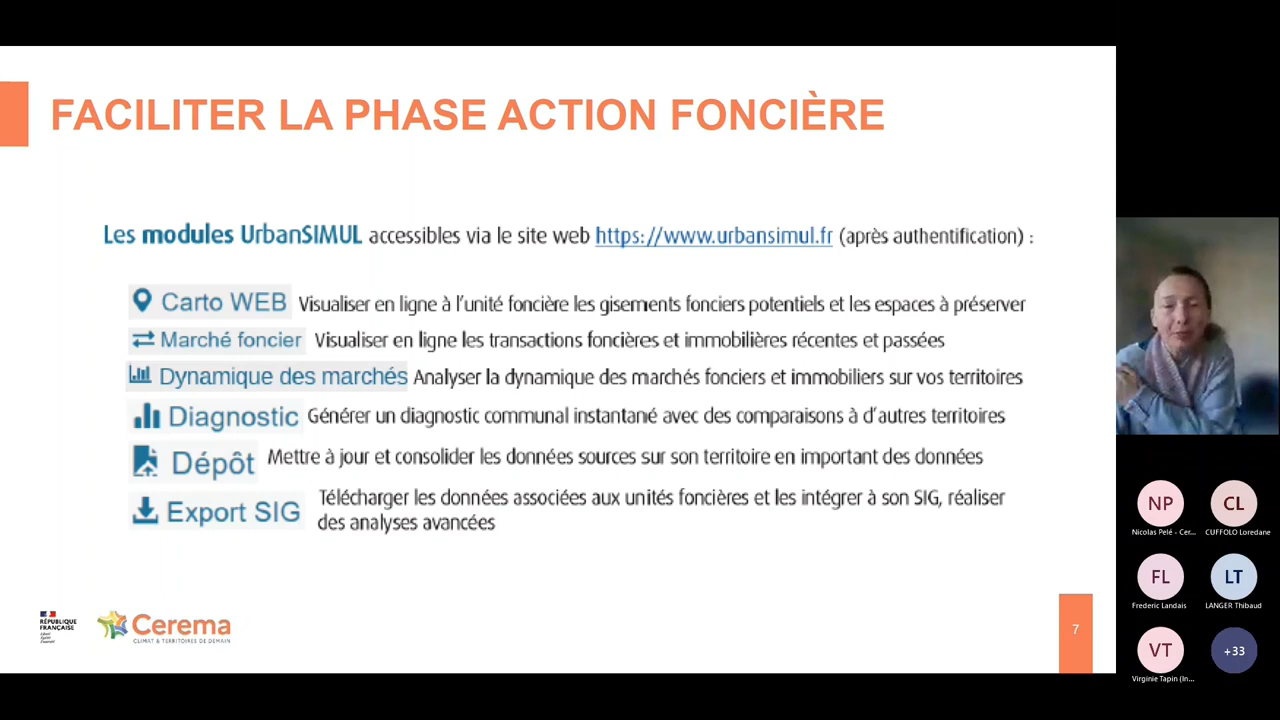 FACILITER LA PHASE ACTION FONCIÈRE
Les modules UrbanSIMUL accessibles via le site web https://www.urbansimul.fr (après authentification) :
Carto WEB Visualiser en ligne à l'unité foncière les gisements fonciers potentiels et les espaces à préserver
Marché foncier Visualiser en ligne les transactions foncières et immobilières récentes et passées
Dynamique des marchés Analyser la dynamique des marchés fonciers et immobiliers sur vos territoires
Diagnostic Générer un diagnostic communal instantané avec des comparaisons à d'autres territoires
Dépôt Mettre à jour et consolider les données sources sur son territoire en important des données
Export SIG Télécharger les données associées aux unités foncières et les intégrer à son SIG, réaliser
des analyses avancées
RÉPUBLIQUE
FRANÇAISE
Cerema
CLIMAT & TERRITOIRES DE DEMAIN
7
NP
Nicolas Pelé - Cer...
CL
CUFFOLO Loredane
FL
Frederic Landais
LT
LANGER Thibaud
VT
Virginie Tapin (In...
+33